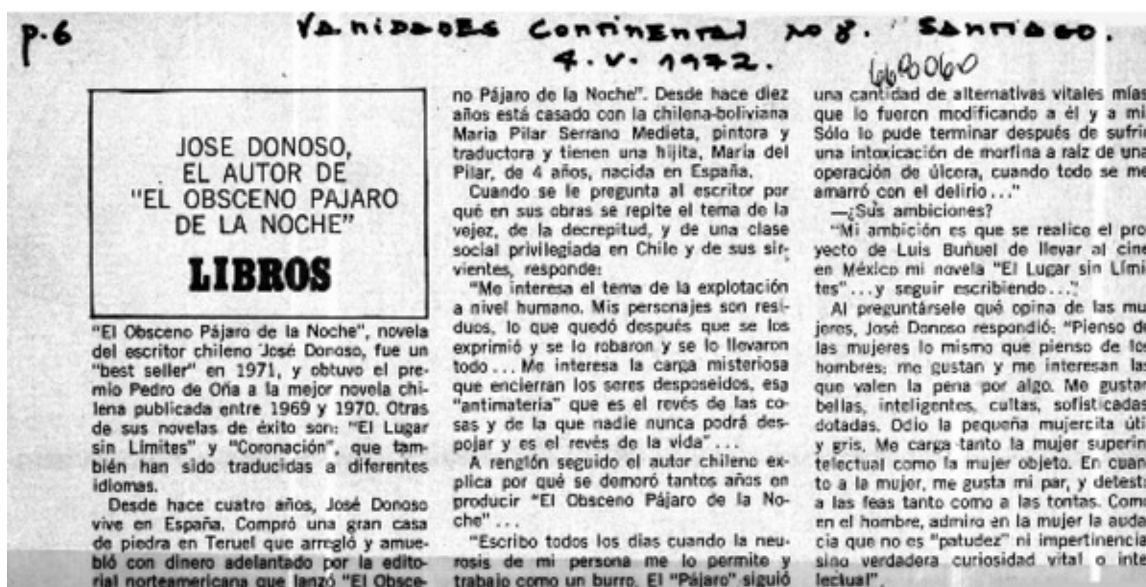 p.6
VANIDADES CONTINENTAL No 8. SANTIAGO.
4.V.1972.
668060
JOSE DONOSO,
EL AUTOR DE
"EL OBSCENO PAJARO
DE LA NOCHE"
LIBROS
"El Obsceno Pájaro de la Noche", novela
del escritor chileno José Donoso, fue un
"best seller" en 1971, y obtuvo el pre-
mio Pedro de Oña a la mejor novela chi-
lena publicada entre 1969 y 1970. Otras
de sus novelas de éxito son: "El Lugar
sin Límites" y "Coronación", que tam-
bién han sido traducidas a diferentes
idiomas.
Desde hace cuatro años, José Donoso
vive en España. Compró una gran casa
de piedra en Teruel que arregló y amue-
bló con dinero adelantado por la edito-
rial norteamericana que lanzó "El Obsce-
no Pájaro de la Noche". Desde hace diez
años está casado con la chilena-boliviana
María Pilar Serrano Medieta, pintora y
traductora y tienen una hijita, María del
Pilar, de 4 años, nacida en España.
Cuando se le pregunta al escritor por
qué en sus obras se repite el tema de la
vejez, de la decrepitud, y de una clase
social privilegiada en Chile y de sus sir-
vientes, responde:
"Me interesa el tema de la explotación
a nivel humano. Mis personajes son resi-
duos, lo que quedó después que se los
exprimió y se lo robaron y se lo llevaron
todo... Me interesa la carga misteriosa
que encierran los seres desposeídos, esa
"antimateria" que es el revés de las co-
sas y de la que nadie nunca podrá des-
pojar y es el revés de la vida"...
A renglón seguido el autor chileno ex-
plica por qué se demoró tantos años en
producir "El Obsceno Pájaro de la No-
che"...
"Escribo todos los días cuando la neu-
rosis de mi persona me lo permite y
trabajo como un burro. El "Pájaro" siguió
una cantidad de alternativas vitales mías
que lo fueron modificando a él y a mí
Sólo lo pude terminar después de sufri
una intoxicación de morfina a raíz de una
operación de úlcera, cuando todo se me
amarró con el delirio..."
—¿Sus ambiciones?
"Mi ambición es que se realice el pro
yecto de Luis Buñuel de llevar al cine
en México mi novela "El Lugar sin Lími
tes"...y seguir escribiendo..."
Al preguntársele qué opina de las mu
jeres, José Donoso respondió: "Pienso de
las mujeres lo mismo que pienso de los
hombres: me gustan y me interesan las
que valen la pena por algo. Me gustan
bellas, inteligentes, cultas, sofisticadas
dotadas. Odio la pequeña mujercita úti
y gris. Me carga tanto la mujer superin
telectual como la mujer objeto. En cuan
to a la mujer, me gusta mi par, y detesto
a las feas tanto como a las tontas. Como
en el hombre, admiro en la mujer la auda
cia que no es "patudez" ni impertinencia
sino verdadera curiosidad vital o inte
lectual".